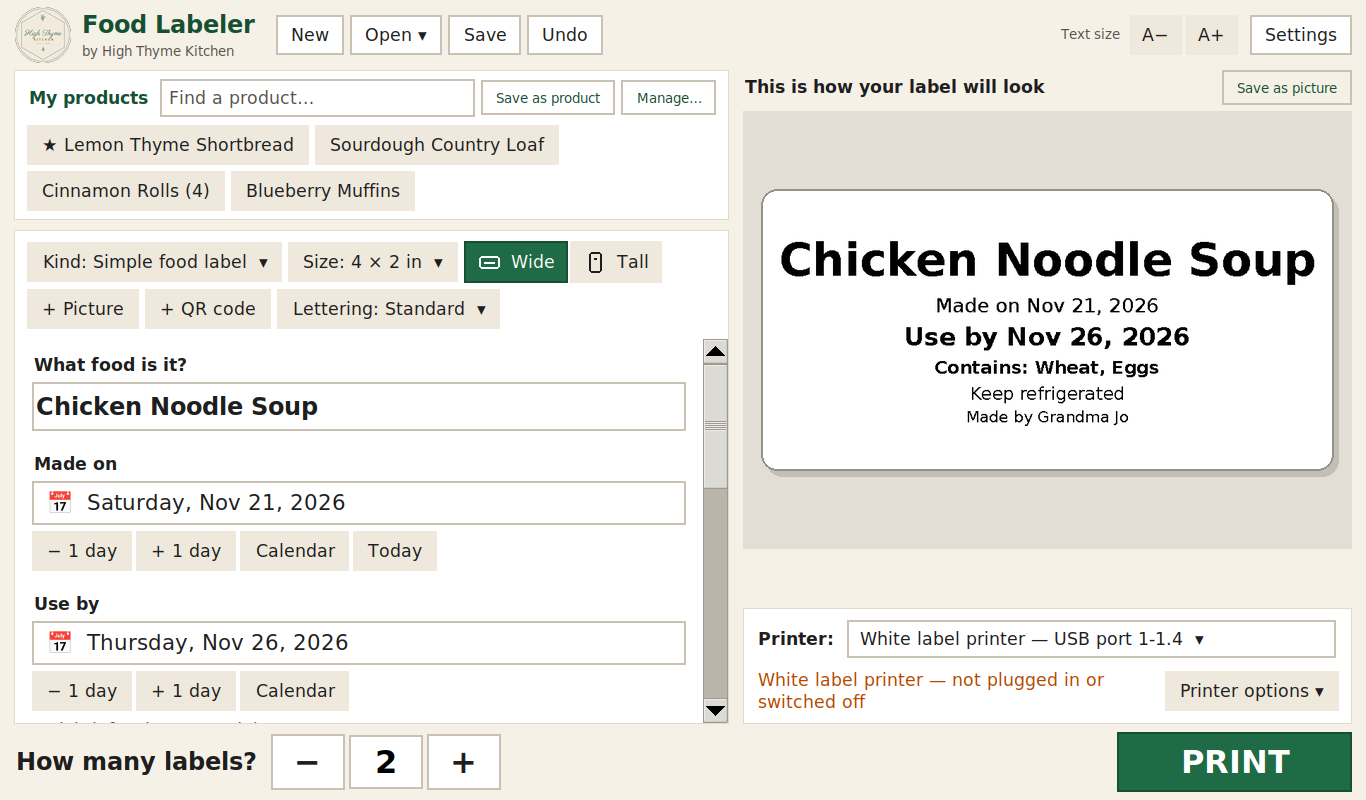 High Thyme
KITCHEN
Food Labeler
by High Thyme Kitchen
New
Open ▾
Save
Undo
Text size
A−
A+
Settings
My products
Find a product...
Save as product
Manage...
★ Lemon Thyme Shortbread
Sourdough Country Loaf
Cinnamon Rolls (4)
Blueberry Muffins
Kind: Simple food label ▾
Size: 4 × 2 in ▾
Wide
Tall
+ Picture
+ QR code
Lettering: Standard ▾
What food is it?
Chicken Noodle Soup
Made on
July
17
Saturday, Nov 21, 2026
− 1 day
+ 1 day
Calendar
Today
Use by
July
17
Thursday, Nov 26, 2026
− 1 day
+ 1 day
Calendar
This is how your label will look
Save as picture
Chicken Noodle Soup
Made on Nov 21, 2026
Use by Nov 26, 2026
Contains: Wheat, Eggs
Keep refrigerated
Made by Grandma Jo
Printer:
White label printer — USB port 1-1.4 ▾
White label printer — not plugged in or
switched off
Printer options ▾
How many labels?
−
2
+
PRINT